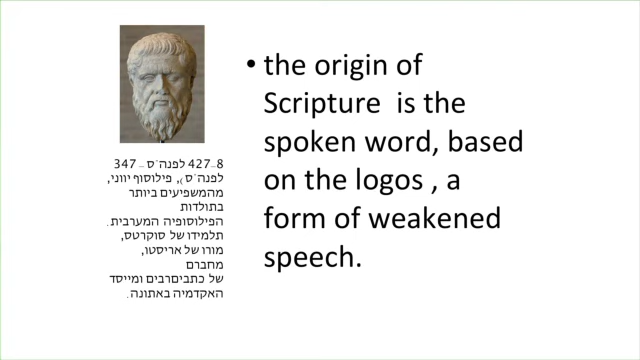 8–427 לפנה"ס – 347
לפנה"ס), פילוסוף יווני,
מהמשפיעים ביותר
בתולדות
הפילוסופיה המערבית.
תלמידו של סוקרטס,
מורו של אריסטו,
מחברם
של כתביםרבים ומייסד
האקדמיה באתונה.
• the origin of
Scripture is the
spoken word, based
on the logos , a
form of weakened
speech.